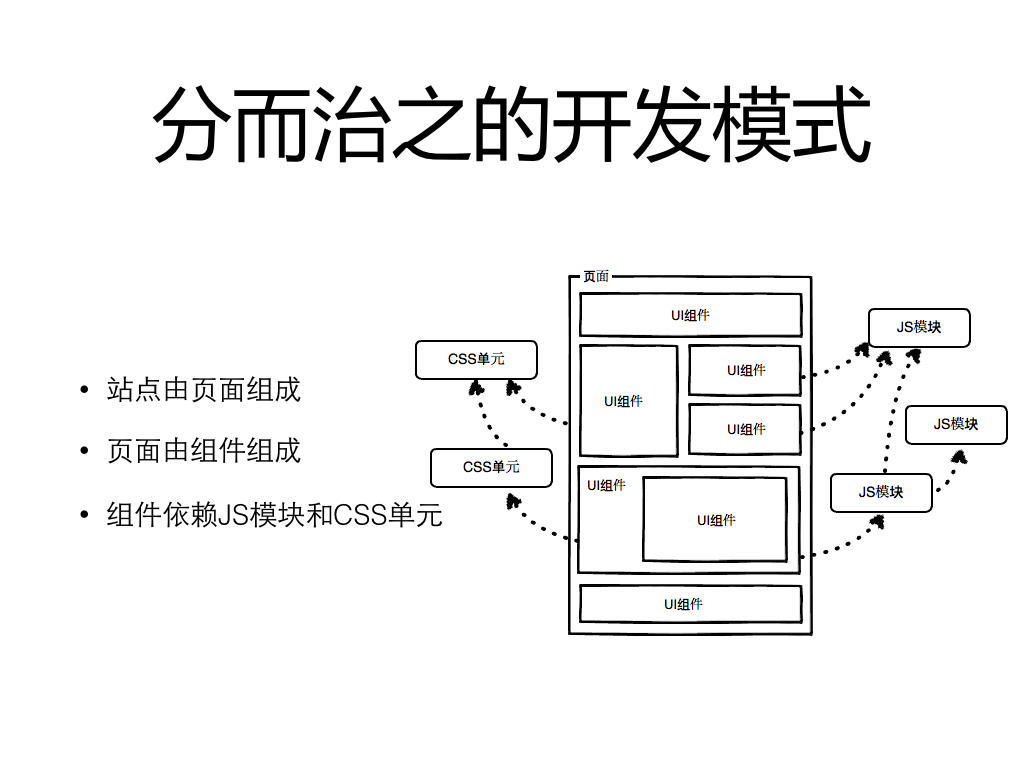 分而治之的开发模式
• 站点由页面组成
• 页面由组件组成
• 组件依赖JS模块和CSS单元
页面
UI组件
UI组件
UI组件
UI组件
UI组件
UI组件
UI组件
CSS单元
CSS单元
JS模块
JS模块
JS模块